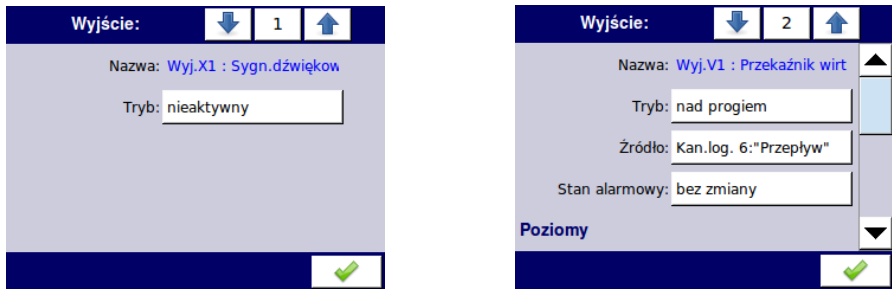 Wyjście: 1
Nazwa: Wyj.X1 : Sygn.dźwiękow
Tryb: nieaktywny
Wyjście: 2
Nazwa: Wyj.V1 : Przekaźnik wirt
Tryb: nad progiem
Źródło: Kan.log. 6:"Przepływ"
Stan alarmowy: bez zmiany
Poziomy